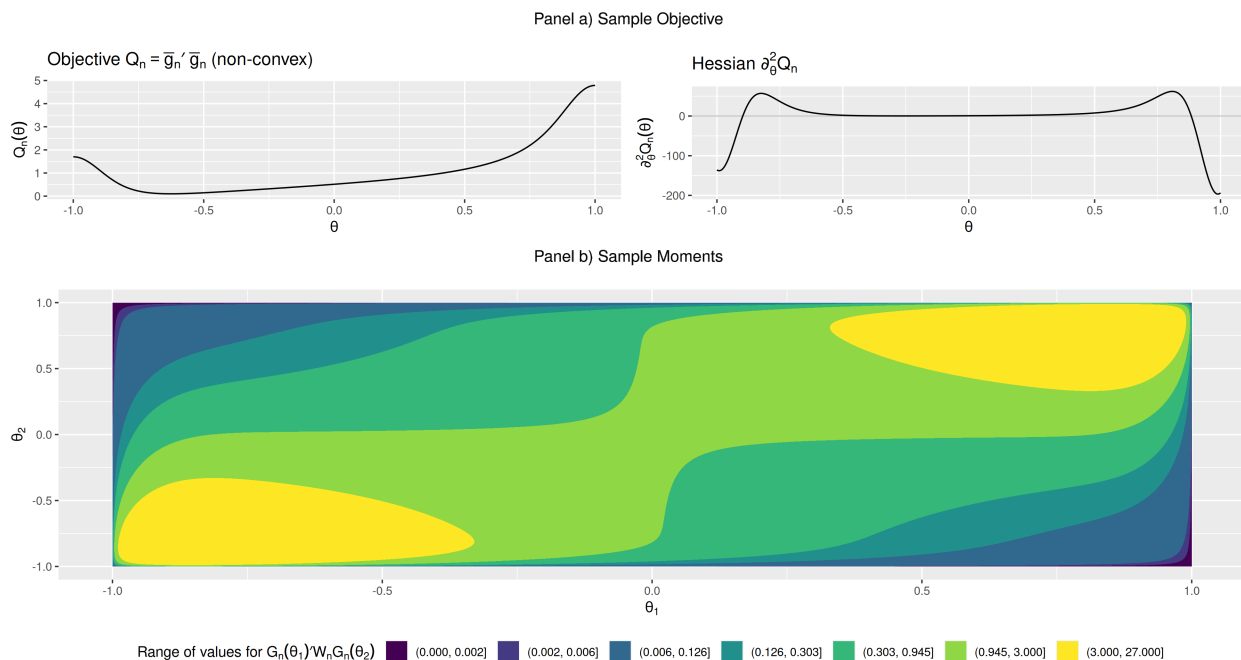 Panel a) Sample Objective
Objective Qₙ = g̅ₙ′ g̅ₙ (non-convex)
Qₙ(θ)
5
4
3
2
1
0
-1.0 -0.5 0.0 0.5 1.0
θ
Hessian ∂²_θ Qₙ
∂²_θ Qₙ(θ)
0
-100
-200
-1.0 -0.5 0.0 0.5 1.0
θ
Panel b) Sample Moments
θ₂
1.0
0.5
0.0
-0.5
-1.0
-1.0 -0.5 0.0 0.5 1.0
θ₁
Range of values for Gₙ(θ₁)′WₙGₙ(θ₂) (0.000, 0.002] (0.002, 0.006] (0.006, 0.126] (0.126, 0.303] (0.303, 0.945] (0.945, 3.000] (3.000, 27.000]